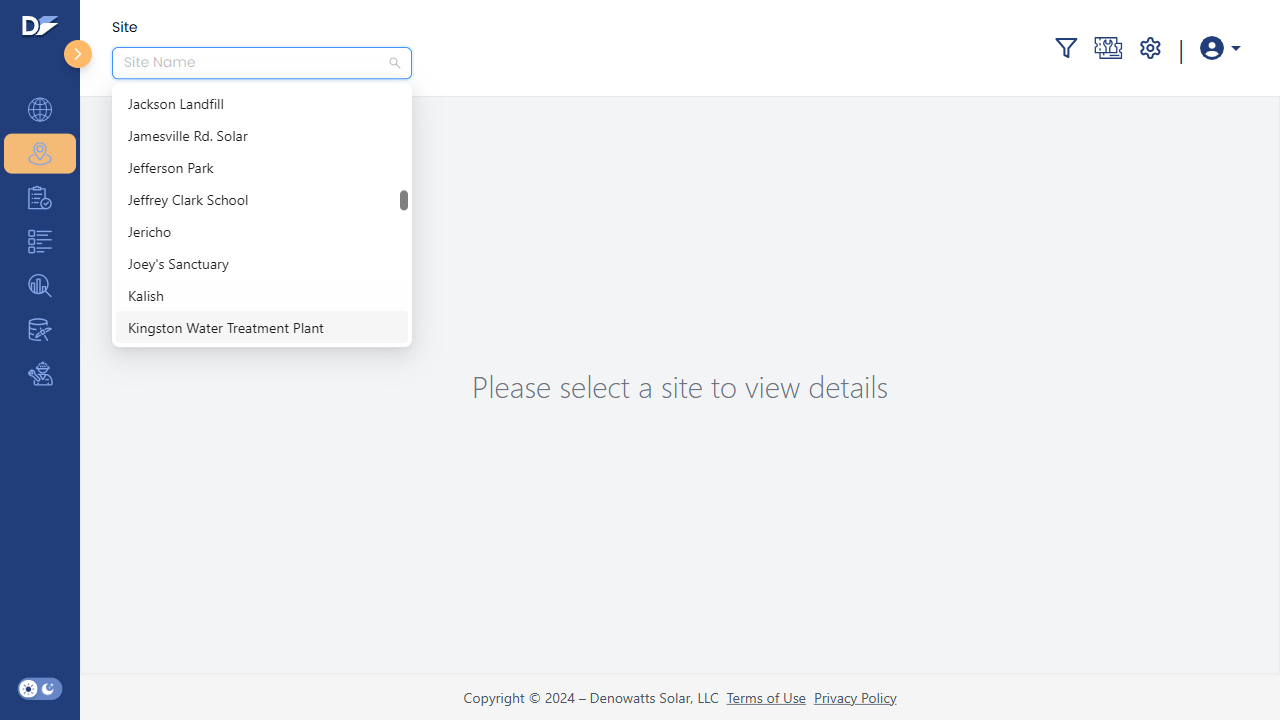 Site
Site Name
Jackson Landfill
Jamesville Rd. Solar
Jefferson Park
Jeffrey Clark School
Jericho
Joey's Sanctuary
Kalish
Kingston Water Treatment Plant
Please select a site to view details
Copyright © 2024 – Denowatts Solar, LLC Terms of Use Privacy Policy